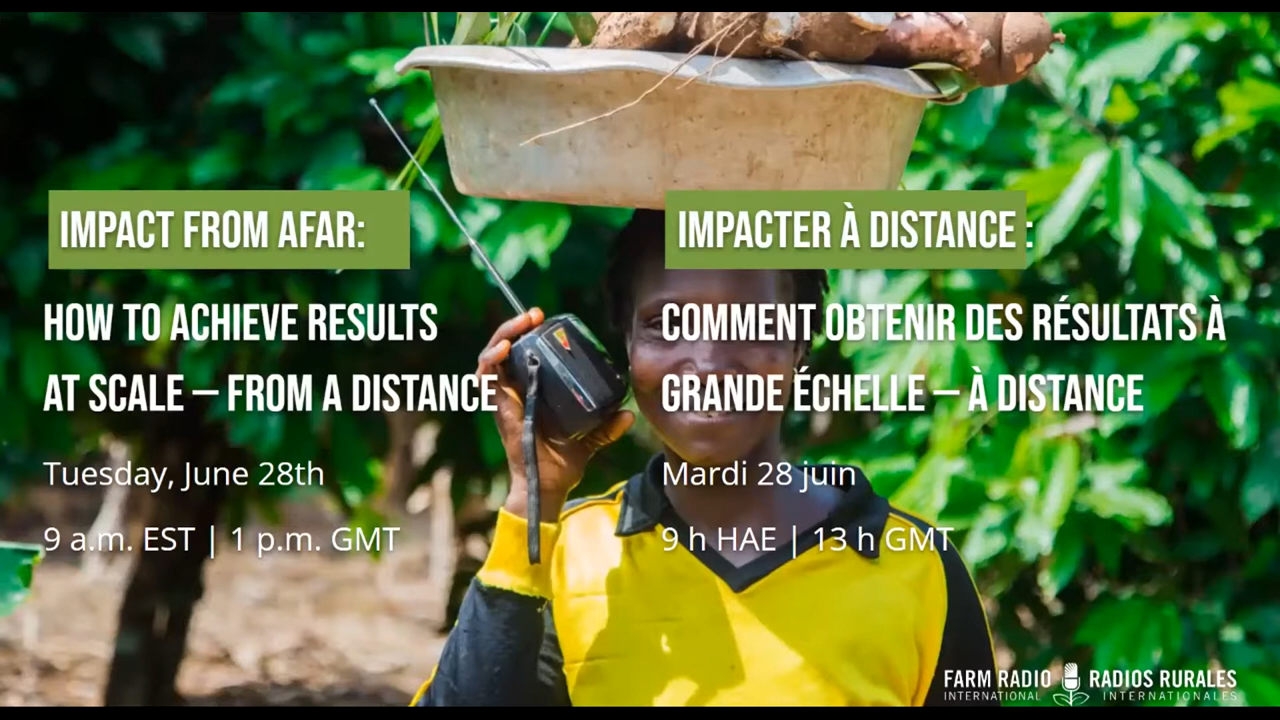 IMPACT FROM AFAR:
HOW TO ACHIEVE RESULTS
AT SCALE – FROM A DISTANCE
Tuesday, June 28th
9 a.m. EST | 1 p.m. GMT
IMPACTER À DISTANCE :
COMMENT OBTENIR DES RÉSULTATS À
GRANDE ÉCHELLE – À DISTANCE
Mardi 28 juin
9 h HAE | 13 h GMT
FARM RADIO
INTERNATIONAL
RADIOS RURALES
INTERNATIONALES